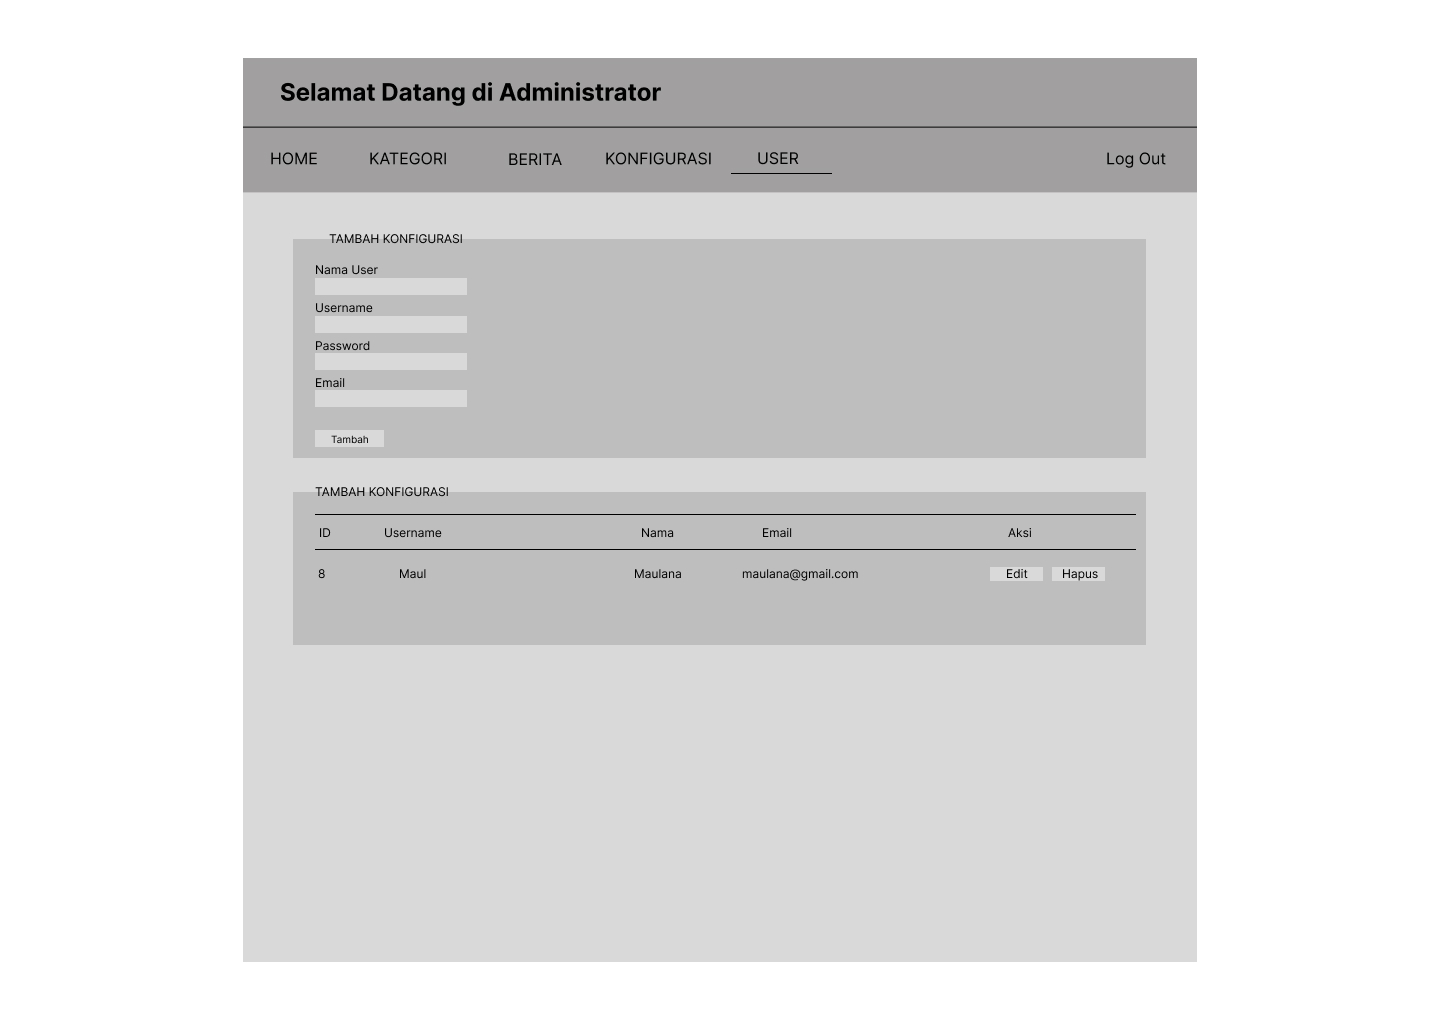 Selamat Datang di Administrator
HOME KATEGORI BERITA KONFIGURASI USER Log Out
TAMBAH KONFIGURASI
Nama User
Username
Password
Email
Tambah
TAMBAH KONFIGURASI
ID Username Nama Email Aksi
8 Maul Maulana maulana@gmail.com Edit Hapus